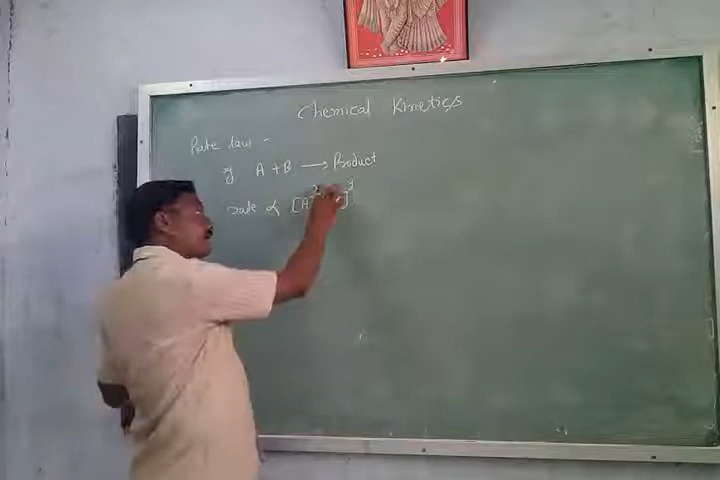 Chemical Kinetics
Rate law -
A + B ⟶ Product
rate ∝ [A